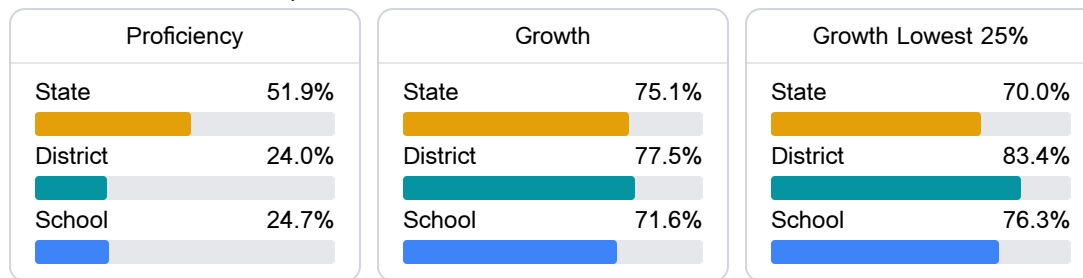 Proficiency
State 51.9%
District 24.0%
School 24.7%
Growth
State 75.1%
District 77.5%
School 71.6%
Growth Lowest 25%
State 70.0%
District 83.4%
School 76.3%